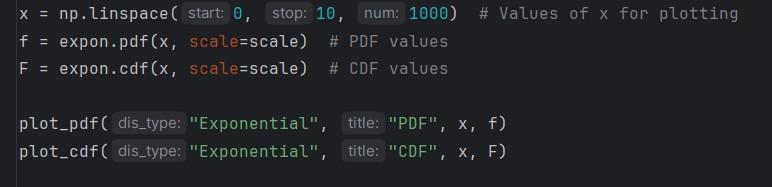 x = np.linspace( start: 0, stop: 10, num: 1000) # Values of x for plotting
f = expon.pdf(x, scale=scale) # PDF values
F = expon.cdf(x, scale=scale) # CDF values
plot_pdf( dis_type: "Exponential", title: "PDF", x, f)
plot_cdf( dis_type: "Exponential", title: "CDF", x, F)